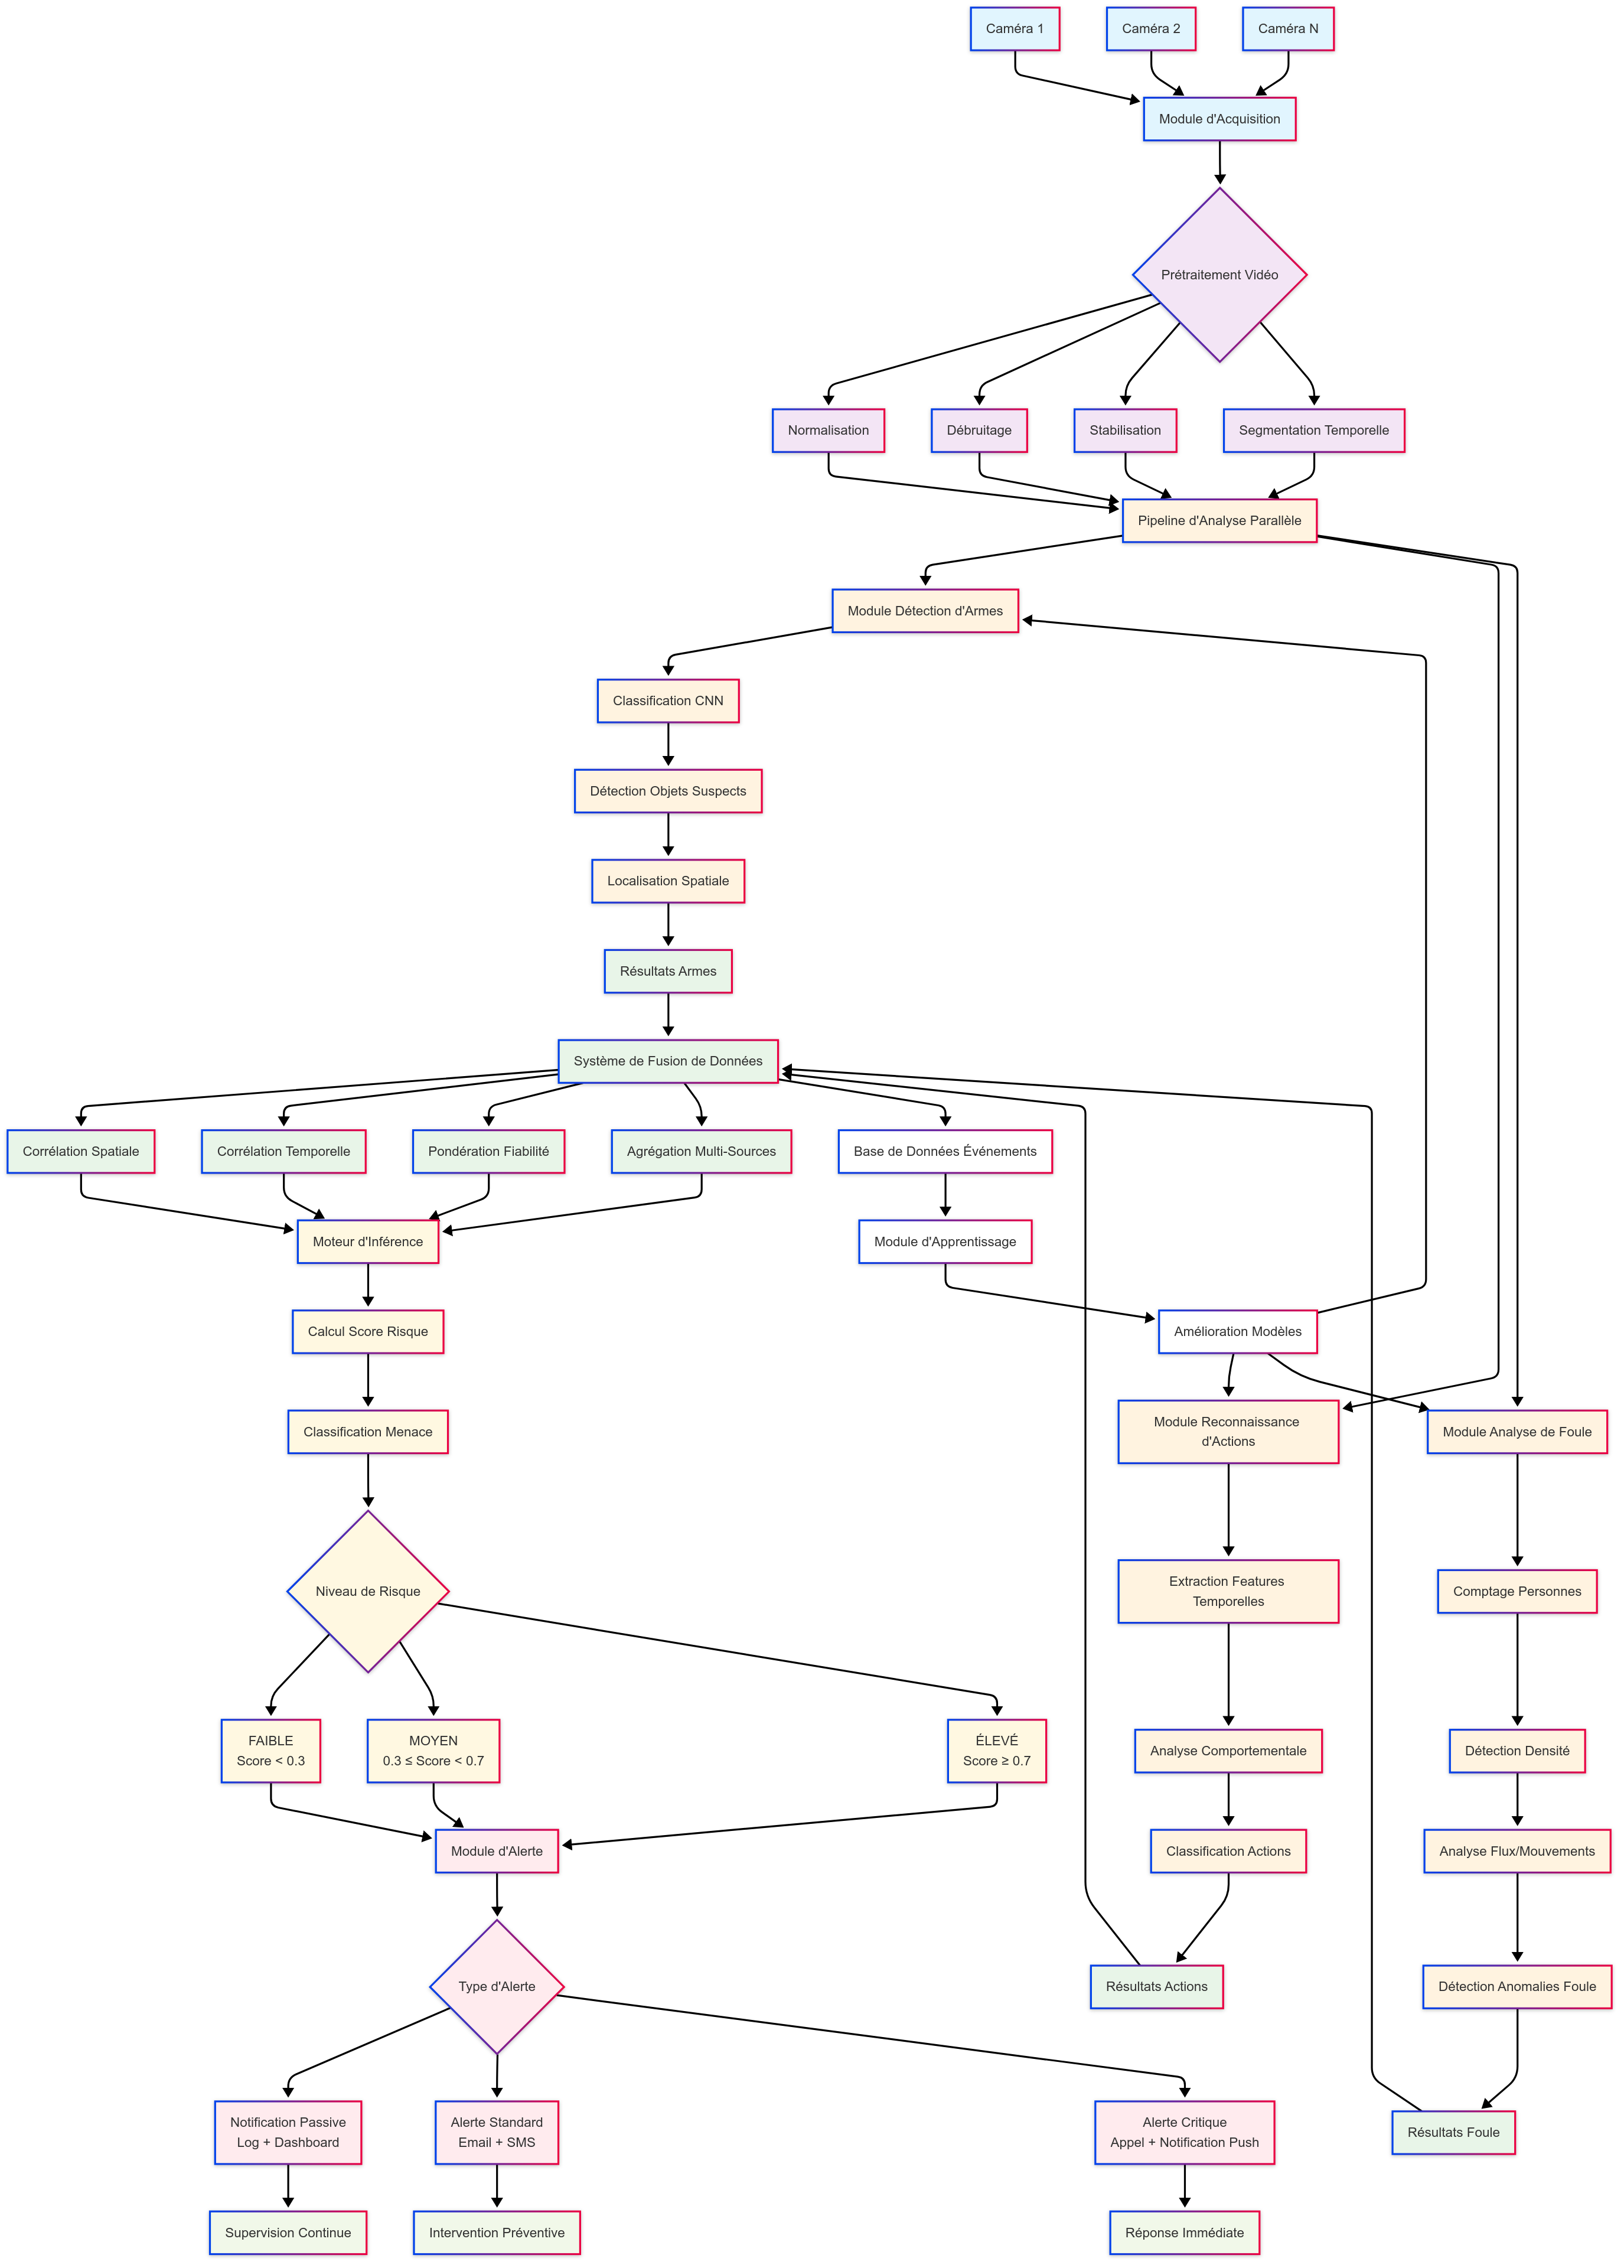 Caméra 1
Caméra 2
Caméra N
Module d'Acquisition
Prétraitement Vidéo
Normalisation
Débruitage
Stabilisation
Segmentation Temporelle
Pipeline d'Analyse Parallèle
Module Détection d'Armes
Classification CNN
Détection Objets Suspects
Localisation Spatiale
Résultats Armes
Système de Fusion de Données
Corrélation Spatiale
Corrélation Temporelle
Pondération Fiabilité
Agrégation Multi-Sources
Base de Données Événements
Moteur d'Inférence
Module d'Apprentissage
Calcul Score Risque
Amélioration Modèles
Classification Menace
Module Reconnaissance
d'Actions
Module Analyse de Foule
Niveau de Risque
Extraction Features
Temporelles
Comptage Personnes
FAIBLE
Score < 0.3
MOYEN
0.3 ≤ Score < 0.7
ÉLEVÉ
Score ≥ 0.7
Analyse Comportementale
Détection Densité
Module d'Alerte
Classification Actions
Analyse Flux/Mouvements
Type d'Alerte
Résultats Actions
Détection Anomalies Foule
Notification Passive
Log + Dashboard
Alerte Standard
Email + SMS
Alerte Critique
Appel + Notification Push
Résultats Foule
Supervision Continue
Intervention Préventive
Réponse Immédiate